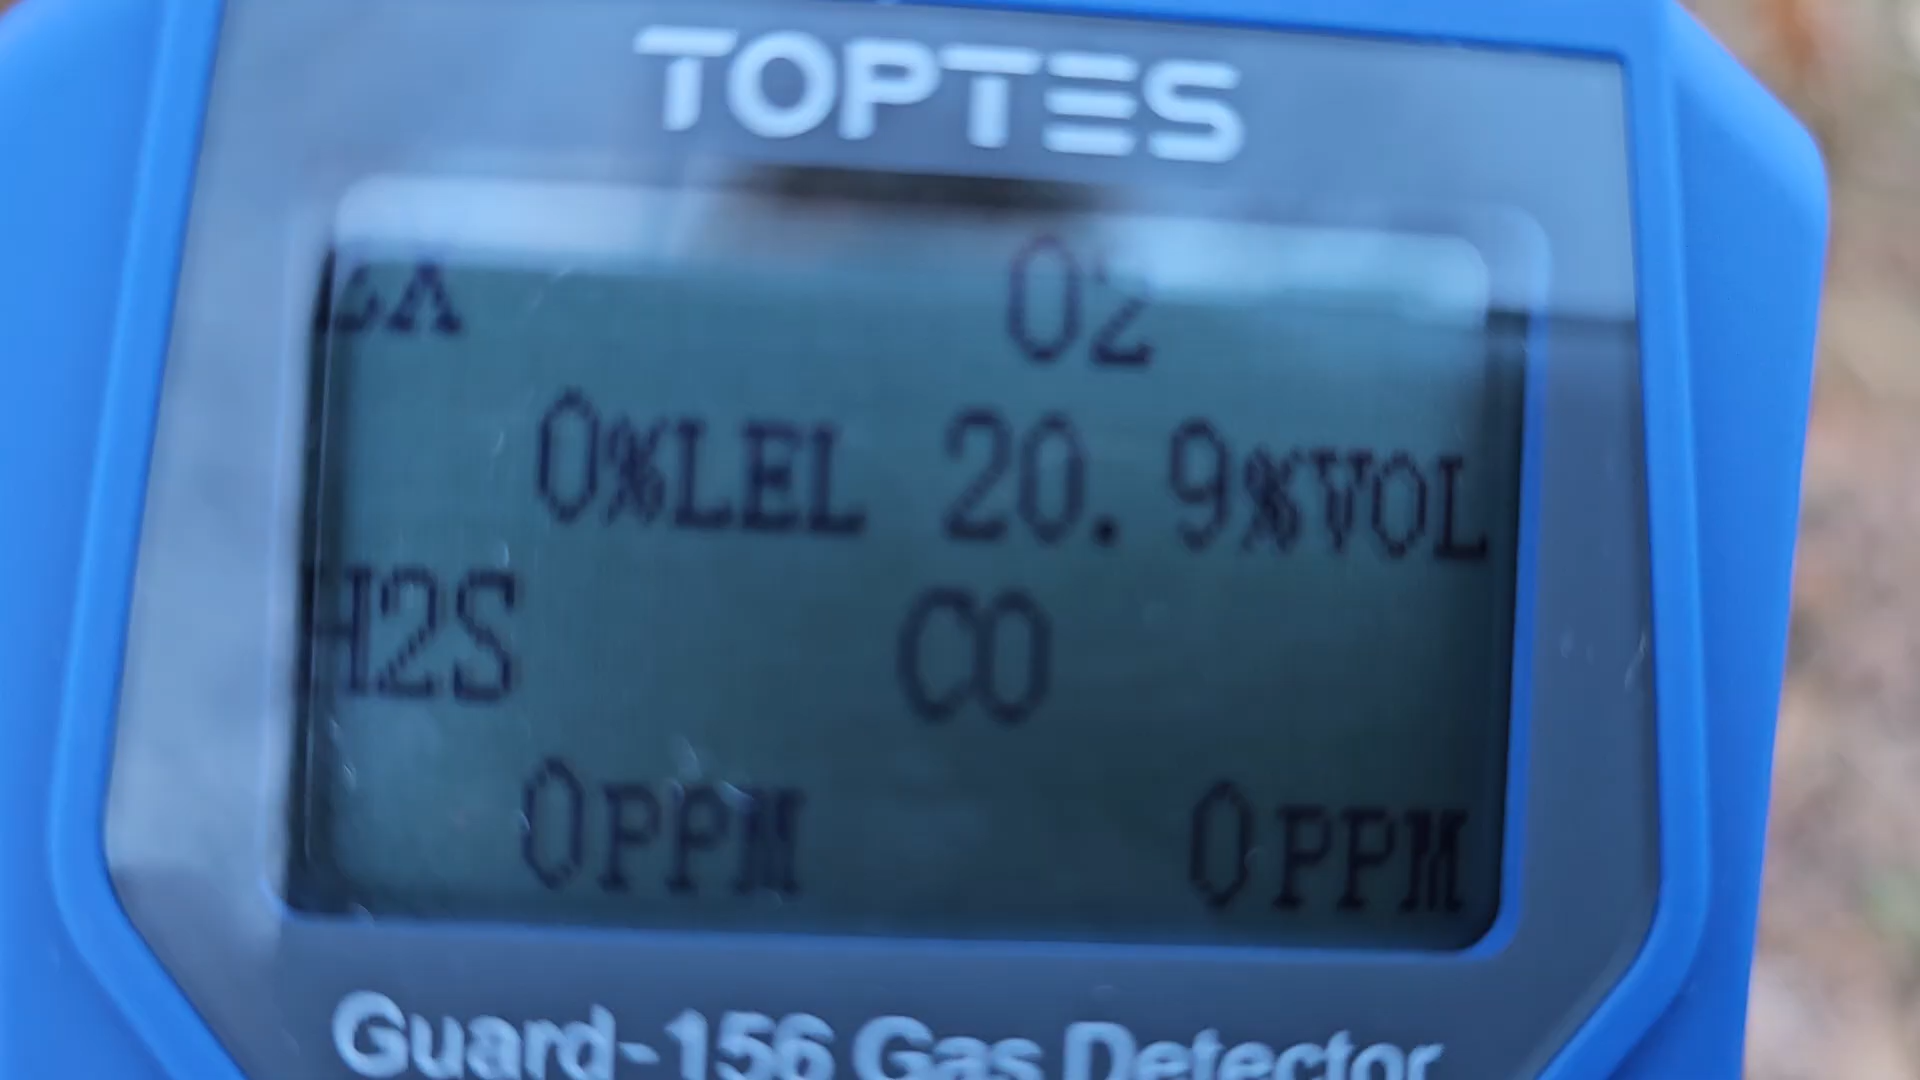 TOPTES
O2
0%LEL 20.9%VOL
H2S CO
0PPM 0PPM
Guard-156 Gas Detector